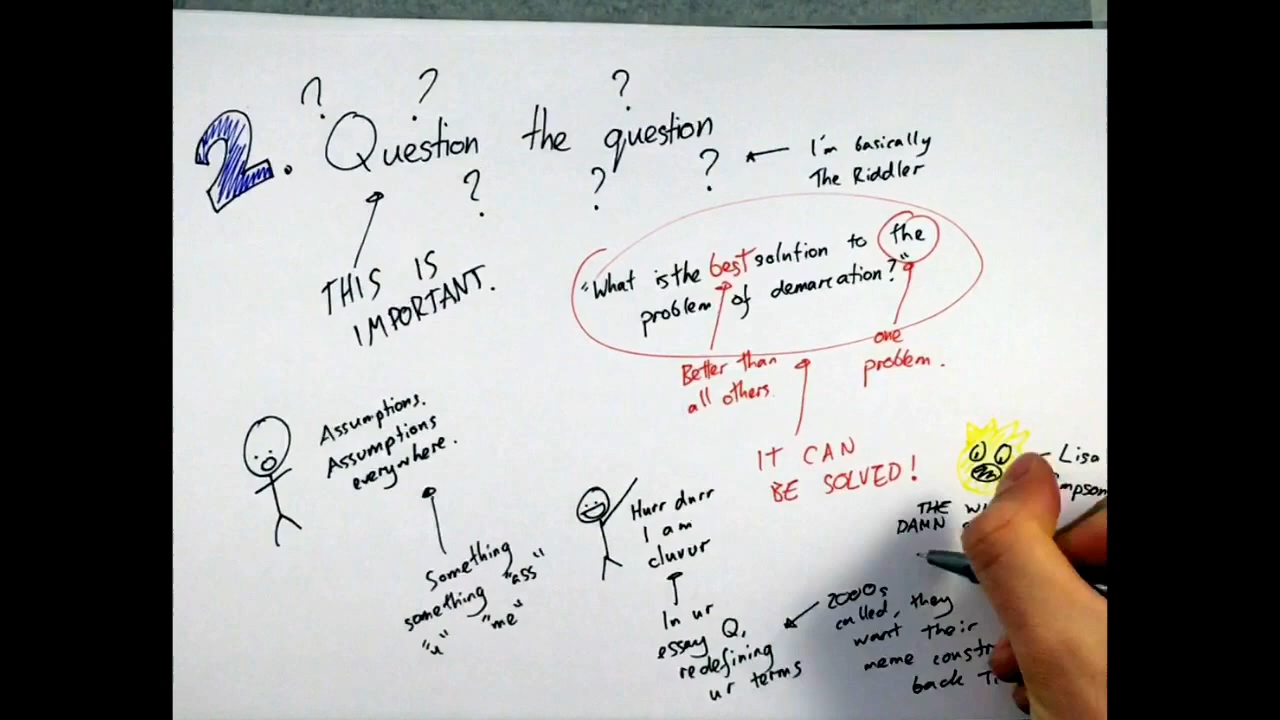 ? ? ?
2. Question the question
? ? ?
I'm basically
The Riddler
THIS IS
IMPORTANT.
"What is the best solution to the
problem of demarcation?"
Better than
all others.
one
problem.
IT CAN
BE SOLVED!
Assumptions.
Assumptions
everywhere.
Something
something "ass"
"u" "me"
Hurr durr
I am
cluvur
In ur
essay Q,
redefining
ur terms
Lisa
THE
DAMN
2000s
called, they
want their
meme
back